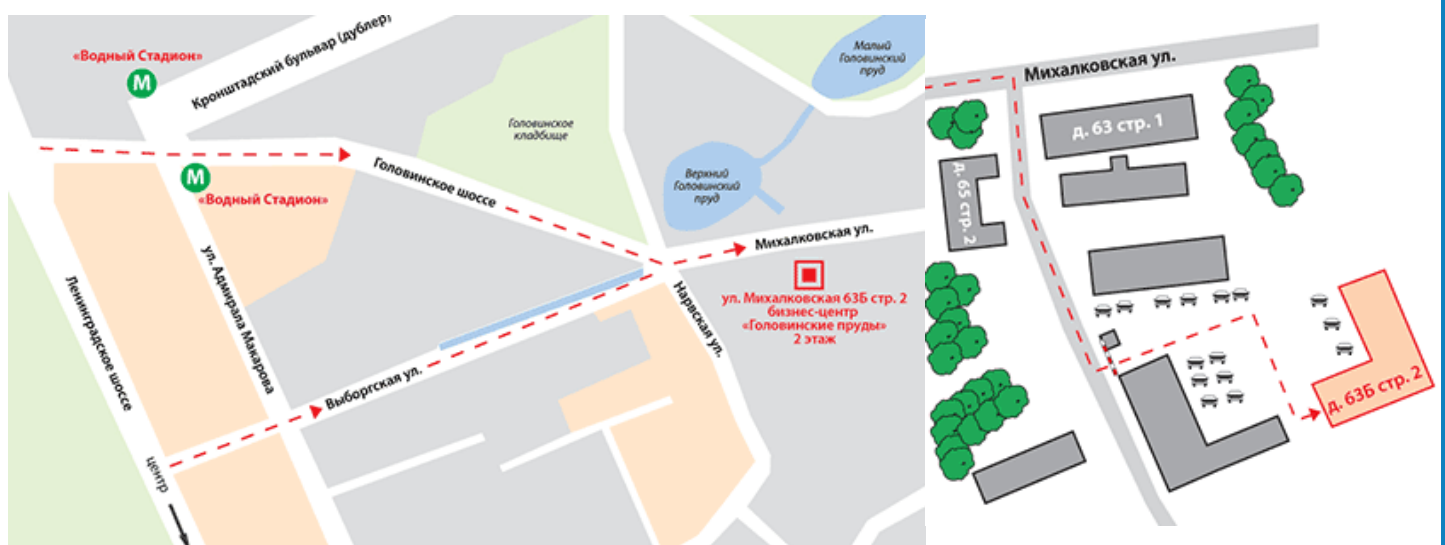 «Водный Стадион»
М
Кронштадский бульвар (дублер)
Малый
Головинский
пруд
Головинское
кладбище
Головинское шоссе
М
«Водный Стадион»
Верхний
Головинский
пруд
Михалковская ул.
ул. Михалковская 63Б стр. 2
бизнес-центр
«Головинские пруды»
2 этаж
Ленинградское шоссе
ул. Адмирала Макарова
Нарвская ул.
Выборгская ул.
центр
Михалковская ул.
д. 63 стр. 1
д. 65 стр. 2
д. 63Б стр. 2